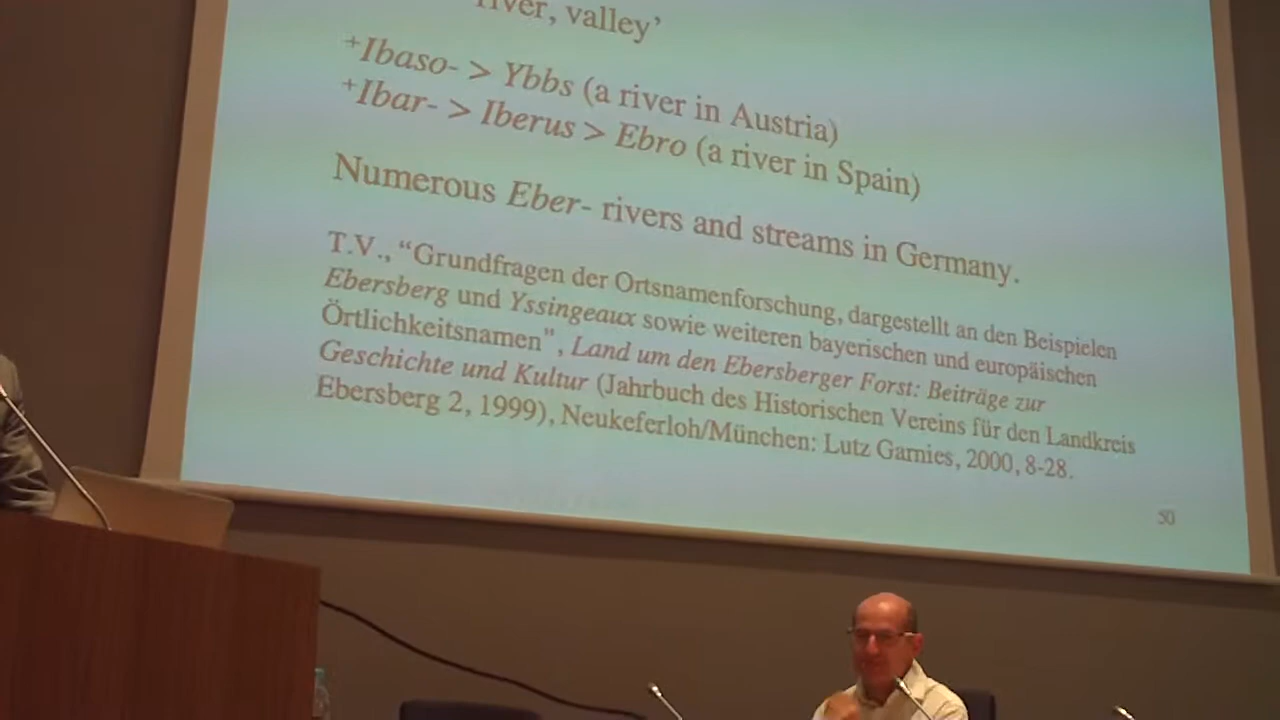 river, valley’
⁺Ibaso- > Ybbs (a river in Austria)
⁺Ibar- > Iberus > Ebro (a river in Spain)
Numerous Eber- rivers and streams in Germany.
T.V., “Grundfragen der Ortsnamenforschung, dargestellt an den Beispielen
Ebersberg und Yssingeaux sowie weiteren bayerischen und europäischen
Örtlichkeitsnamen", Land um den Ebersberger Forst: Beiträge zur
Geschichte und Kultur (Jahrbuch des Historischen Vereins für den Landkreis
Ebersberg 2, 1999), Neukeferloh/München: Lutz Garnies, 2000, 8-28.
50